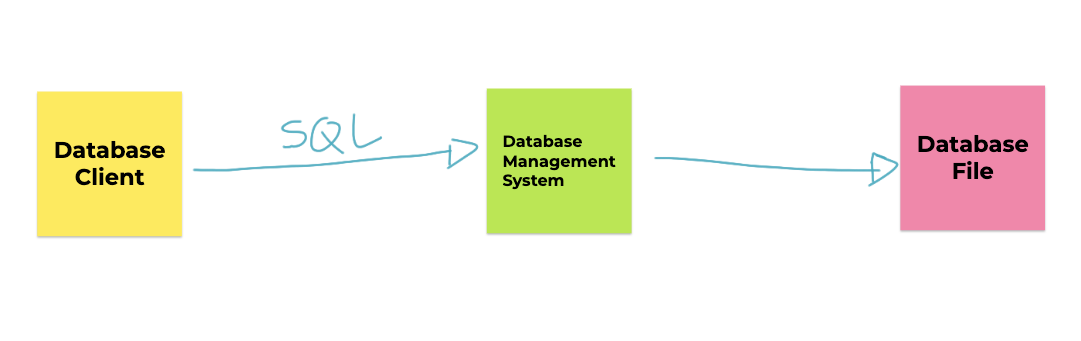 Database
Client
SQL
Database
Management
System
Database
File